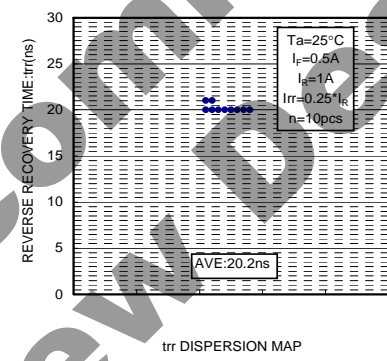 30
25
20
15
10
5
0
REVERSE RECOVERY TIME:trr(ns)
Ta=25°C
IF=0.5A
IR=1A
Irr=0.25*IR
n=10pcs
AVE:20.2ns
trr DISPERSION MAP